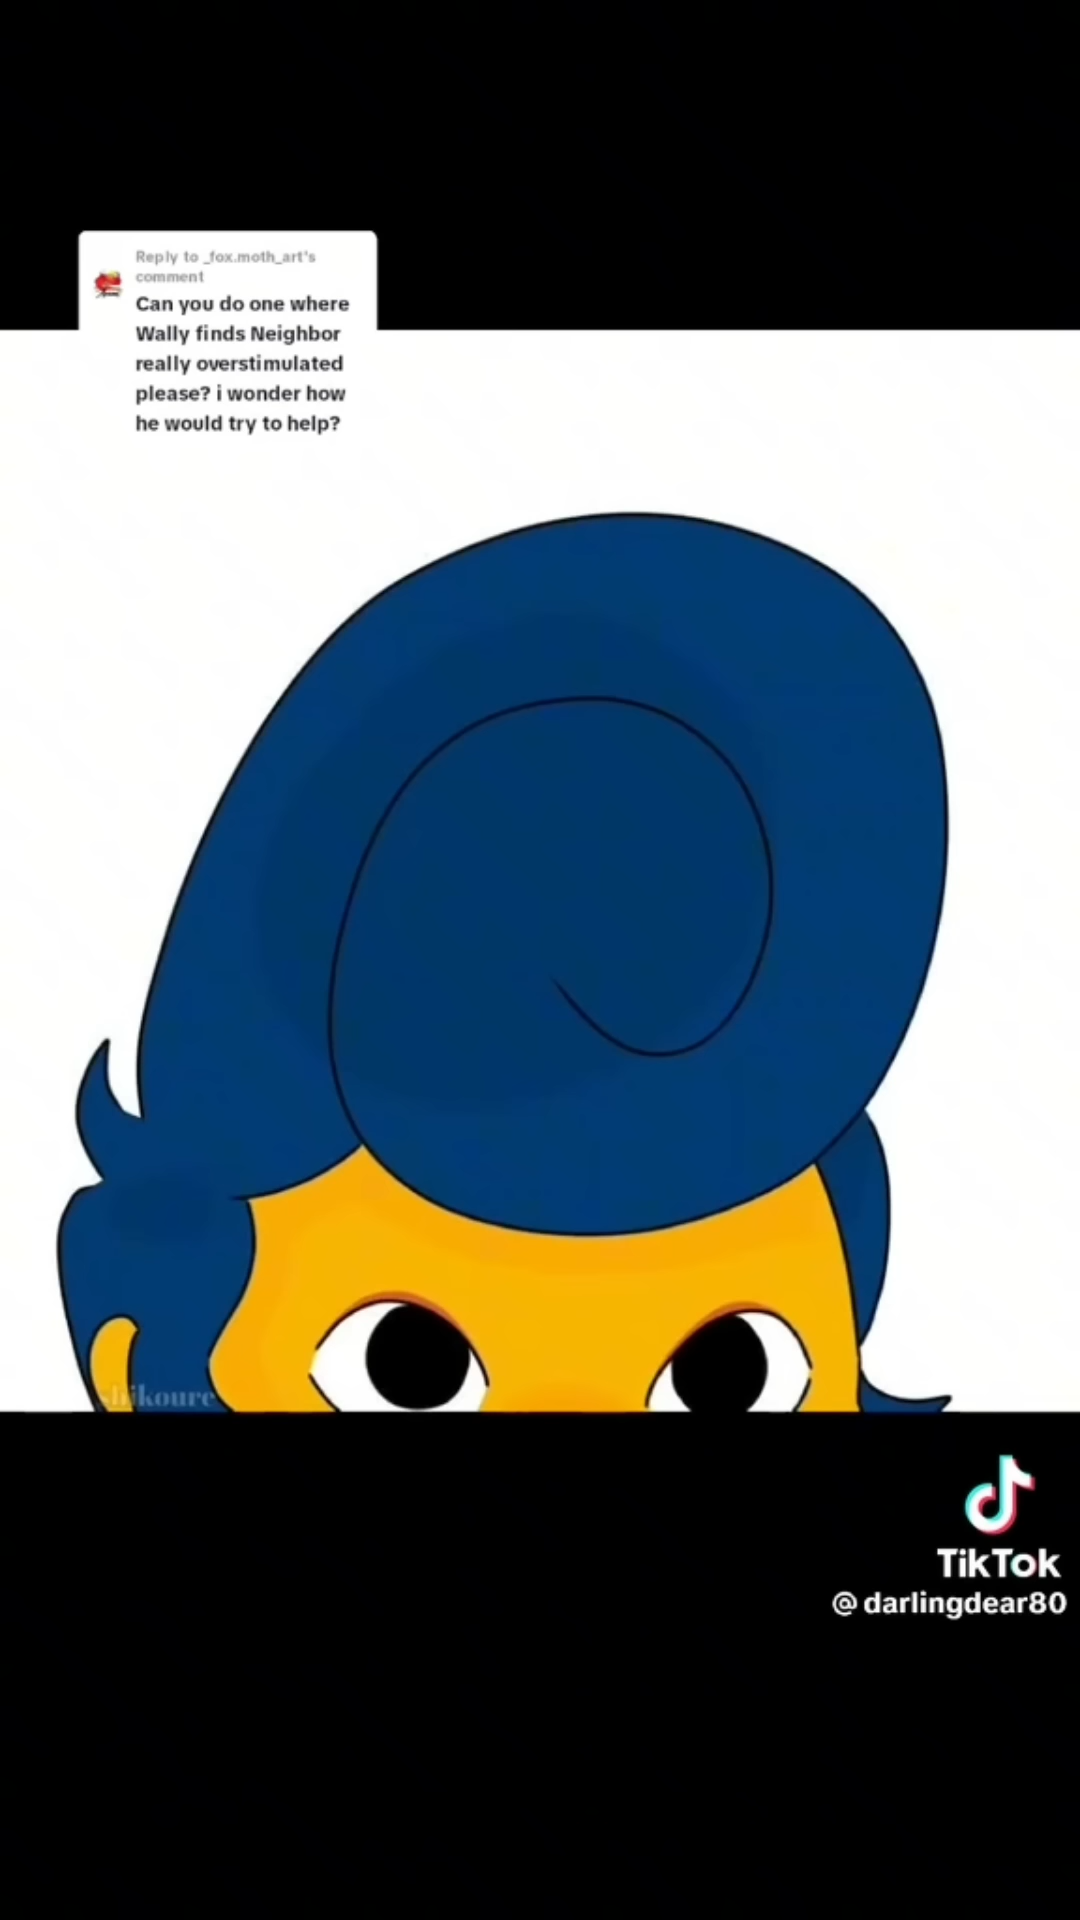 Reply to _fox.moth_art's
comment
Can you do one where
Wally finds Neighbor
really overstimulated
please? i wonder how
he would try to help?
shikoure
TikTok
@darlingdear80